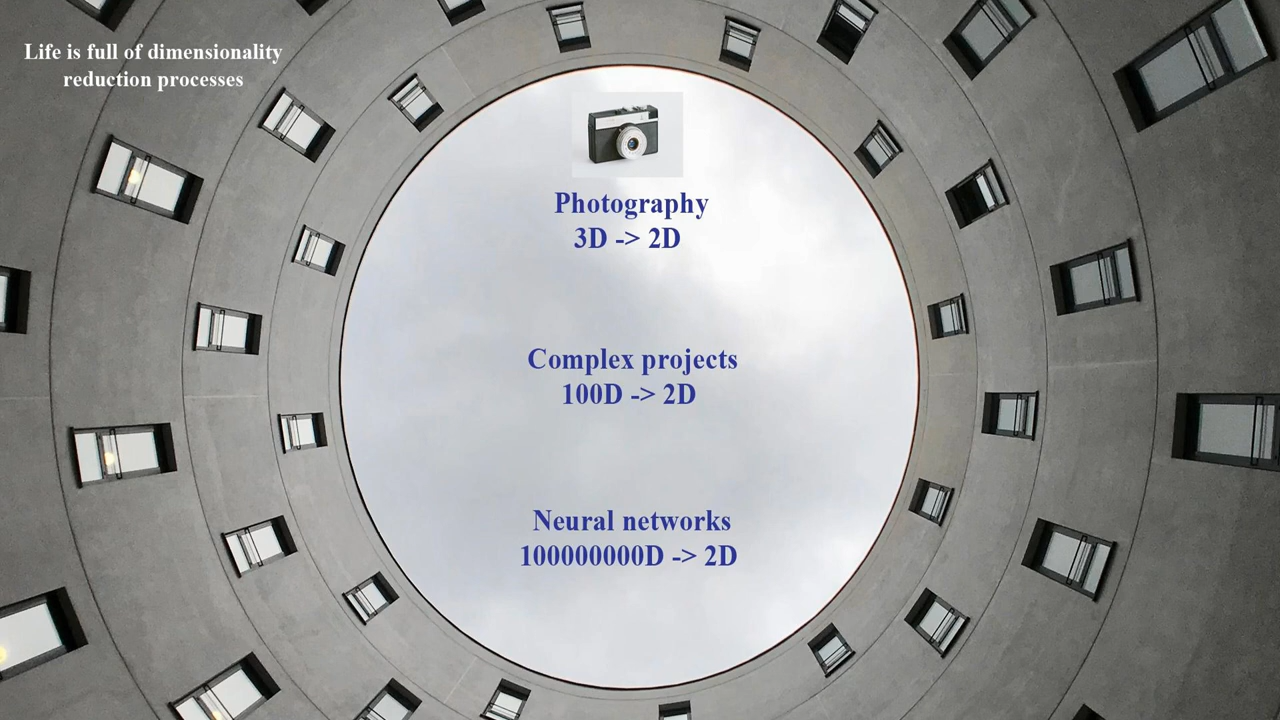 Life is full of dimensionality
reduction processes
Photography
3D -> 2D
Complex projects
100D -> 2D
Neural networks
100000000D -> 2D